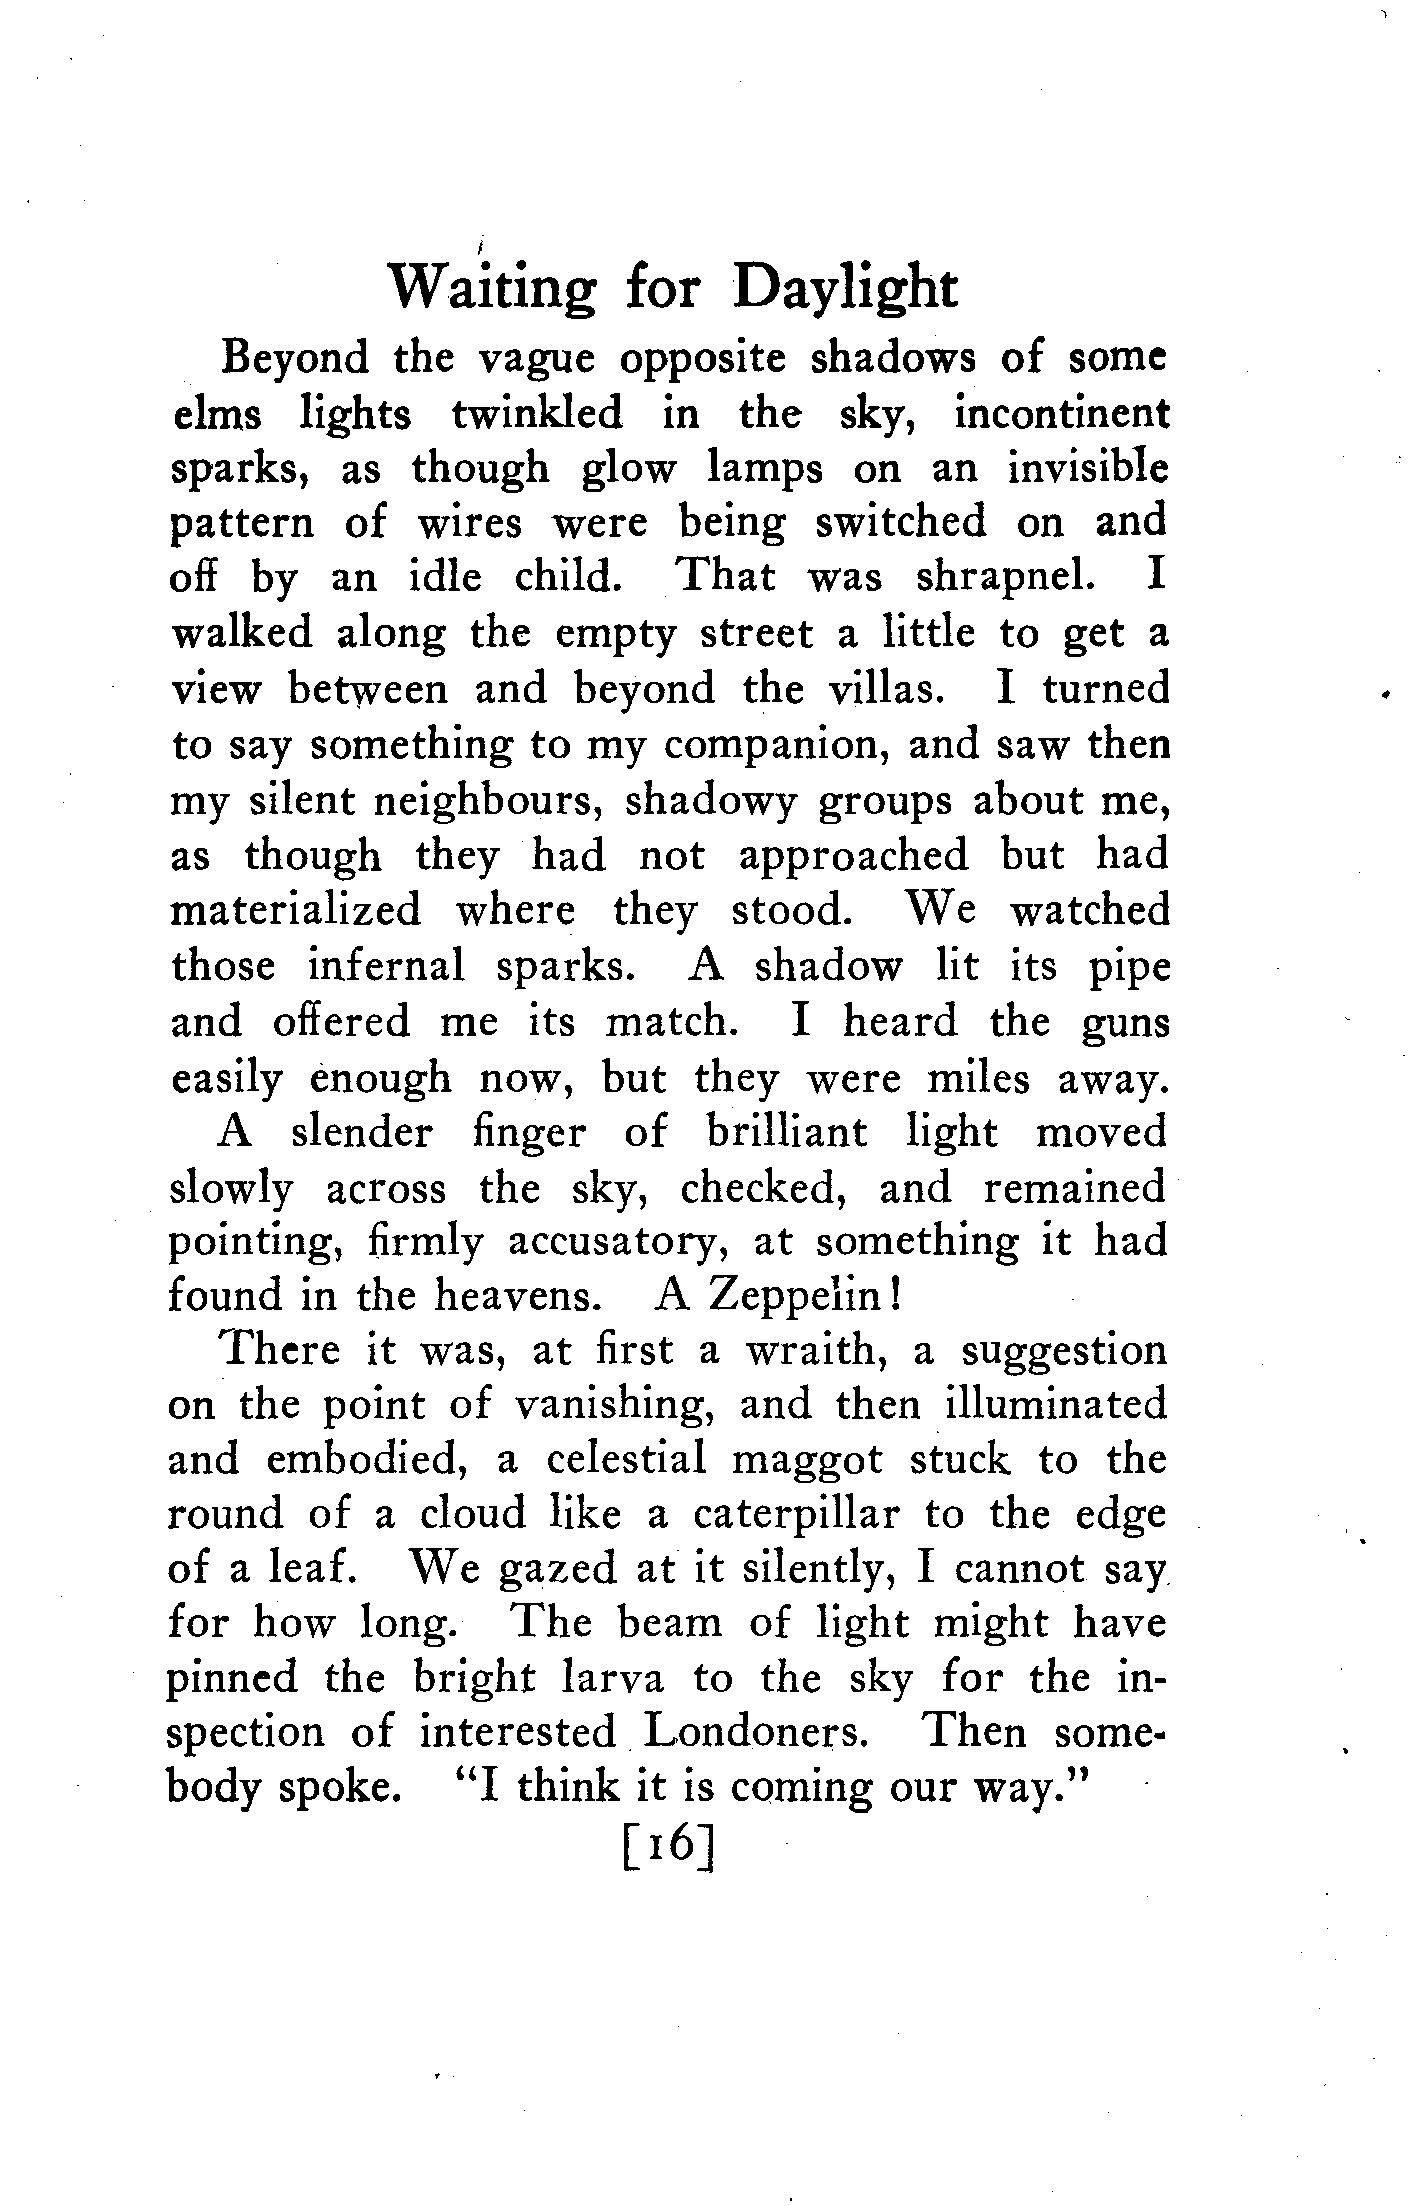 Waiting for Daylight
Beyond the vague opposite shadows of some
elms lights twinkled in the sky, incontinent
sparks, as though glow lamps on an invisible
pattern of wires were being switched on and
off by an idle child. That was shrapnel. I
walked along the empty street a little to get a
view between and beyond the villas. I turned
to say something to my companion, and saw then
my silent neighbours, shadowy groups about me,
as though they had not approached but had
materialized where they stood. We watched
those infernal sparks. A shadow lit its pipe
and offered me its match. I heard the guns
easily enough now, but they were miles away.
A slender finger of brilliant light moved
slowly across the sky, checked, and remained
pointing, firmly accusatory, at something it had
found in the heavens. A Zeppelin!
There it was, at first a wraith, a suggestion
on the point of vanishing, and then illuminated
and embodied, a celestial maggot stuck to the
round of a cloud like a caterpillar to the edge
of a leaf. We gazed at it silently, I cannot say
for how long. The beam of light might have
pinned the bright larva to the sky for the in-
spection of interested Londoners. Then some-
body spoke. "I think it is coming our way."
[16]